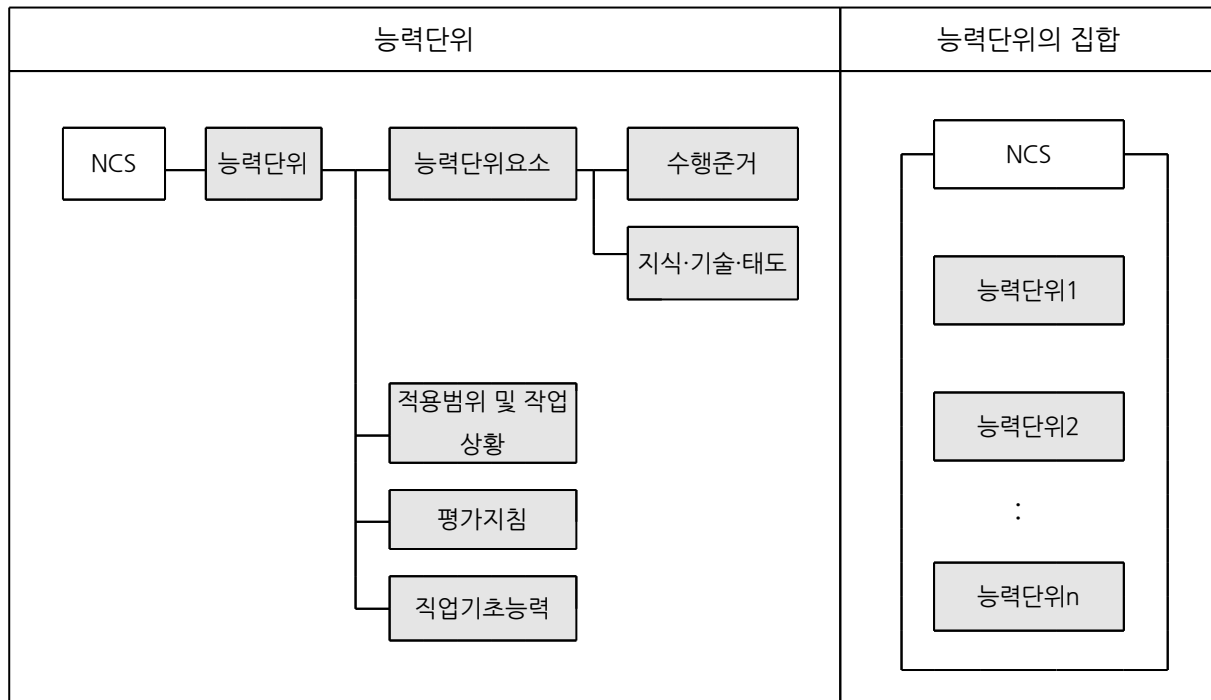 능력단위
능력단위의 집합
NCS
능력단위
능력단위요소
수행준거
지식·기술·태도
적용범위 및 작업
상황
평가지침
직업기초능력
NCS
능력단위1
능력단위2
:
능력단위n